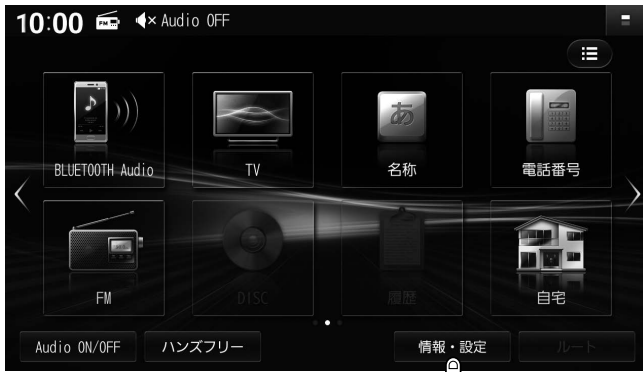 10:00 FM Audio OFF
BLUETOOTH Audio
TV
あ
名称
電話番号
FM
DISC
履歴
自宅
Audio ON/OFF
ハンズフリー
情報・設定
ルート